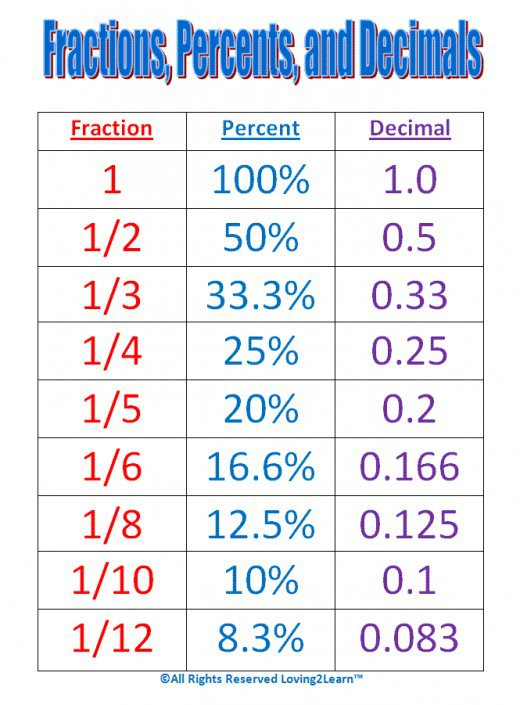 Fractions, Percents, and Decimals
Fraction Percent Decimal
1 100% 1.0
1/2 50% 0.5
1/3 33.3% 0.33
1/4 25% 0.25
1/5 20% 0.2
1/6 16.6% 0.166
1/8 12.5% 0.125
1/10 10% 0.1
1/12 8.3% 0.083
©All Rights Reserved Loving2Learn™